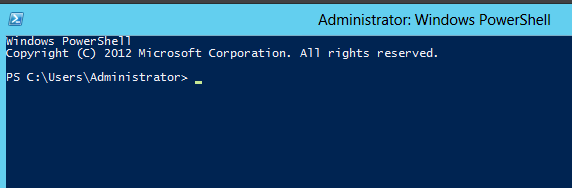 Administrator: Windows PowerShell
Windows PowerShell
Copyright (C) 2012 Microsoft Corporation. All rights reserved.
PS C:\Users\Administrator> _